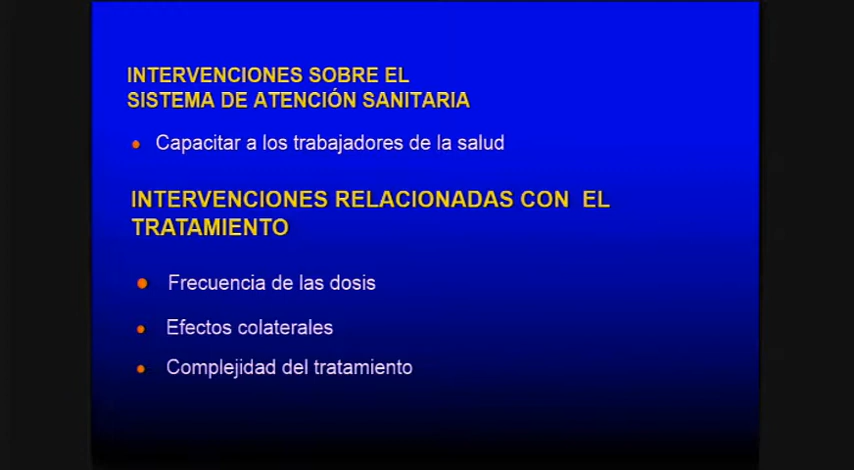 INTERVENCIONES SOBRE EL
SISTEMA DE ATENCIÓN SANITARIA
Capacitar a los trabajadores de la salud
INTERVENCIONES RELACIONADAS CON EL
TRATAMIENTO
Frecuencia de las dosis
Efectos colaterales
Complejidad del tratamiento